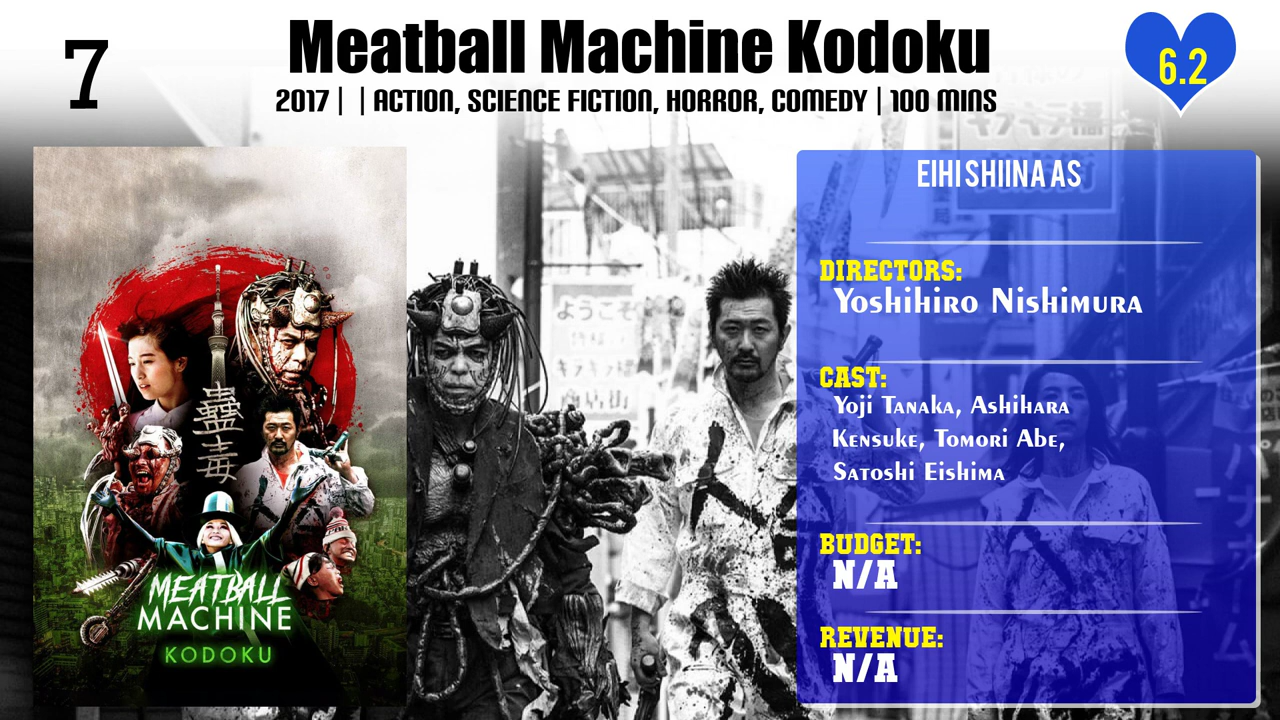 7
Meatball Machine Kodoku
6.2
2017 | | ACTION, SCIENCE FICTION, HORROR, COMEDY | 100 MINS
EIHI SHIINA AS
DIRECTORS:
Yoshihiro Nishimura
CAST:
Yoji Tanaka, Ashihara
Kensuke, Tomori Abe,
Satoshi Eishima
BUDGET:
N/A
REVENUE:
N/A
蠱毒
MEATBALL
MACHINE
KODOKU
ようこそ